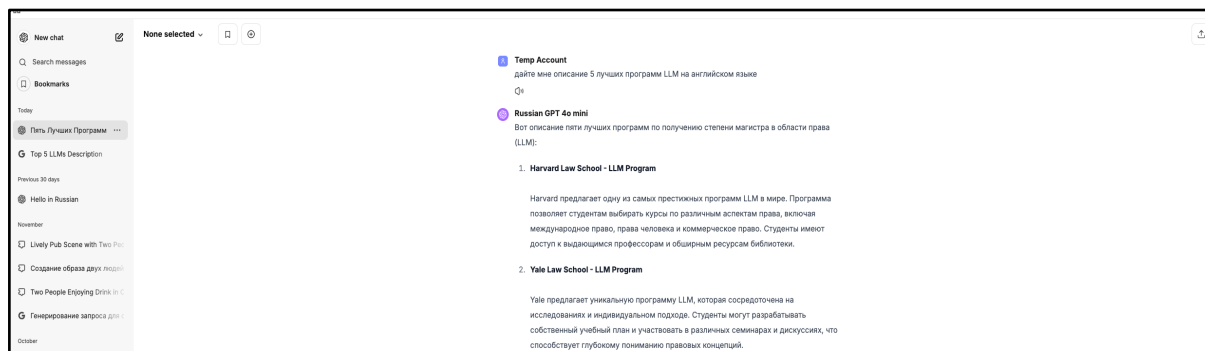 New chat
None selected
Search messages
Bookmarks
Today
Пять Лучших Программ
Top 5 LLMs Description
Previous 30 days
Hello in Russian
November
Lively Pub Scene with Two
Создание образа двух людей
Two People Enjoying Drink In
Генерирование запроса для
October
Temp Account
дайте мне описание 5 лучших программ LLM на английском языке
Russian GPT 4o mini
Вот описание пяти лучших программ по получению степени магистра в области права
(LLM):
1. Harvard Law School - LLM Program
Harvard предлагает одну из самых престижных программ LLM в мире. Программа
позволяет студентам выбирать курсы по различным аспектам права, включая
международное право, права человека и коммерческое право. Студенты имеют
доступ к выдающимся профессорам и обширным ресурсам библиотеки.
2. Yale Law School - LLM Program
Yale предлагает уникальную программу LLM, которая сосредоточена на
исследованиях и индивидуальном подходе. Студенты могут разрабатывать
собственный учебный план и участвовать в различных семинарах и дискуссиях, что
способствует глубокому пониманию правовых концепций.